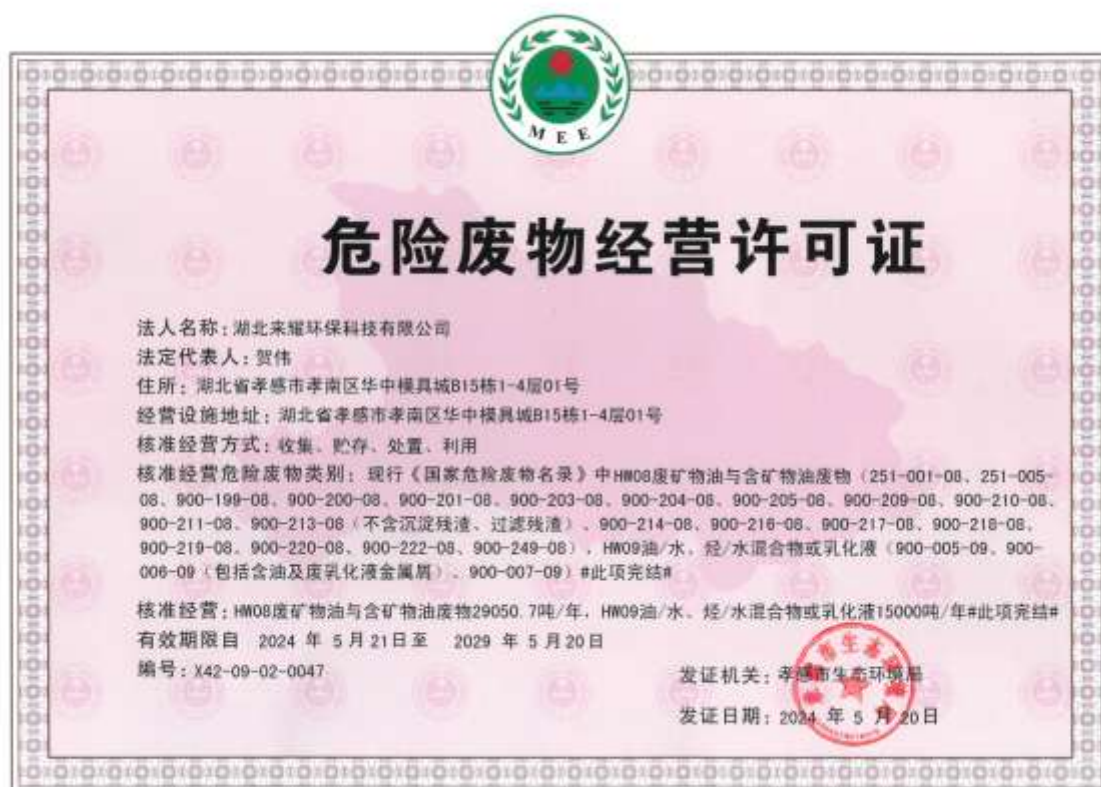 MEE
危险废物经营许可证
法人名称：湖北来耀环保科技有限公司
法定代表人：贺伟
住所：湖北省孝感市孝南区华中模具城B15栋1-4层01号
经营设施地址：湖北省孝感市孝南区华中模具城B15栋1-4层01号
核准经营方式：收集、贮存、处置、利用
核准经营危险废物类别：现行《国家危险废物名录》中HW08废矿物油与含矿物油废物（251-001-08、251-005-
08、900-199-08、900-200-08、900-201-08、900-203-08、900-204-08、900-205-08、900-209-08、900-210-08、
900-211-08、900-213-08（不含沉淀残渣、过滤残渣）、900-214-08、900-216-08、900-217-08、900-218-08、
900-219-08、900-220-08、900-222-08、900-249-08），HW09油/水、烃/水混合物或乳化液（900-005-09、900-
006-09（包括含油及废乳化液金属屑）、900-007-09）#此项完结#
核准经营：HW08废矿物油与含矿物油废物29050.7吨/年，HW09油/水、烃/水混合物或乳化液15000吨/年#此项完结#
有效期限自 2024 年 5月21日至 2029 年 5月20日
编号：X42-09-02-0047
发证机关：孝感市生态环境局
发证日期：2024 年 5 月 20日